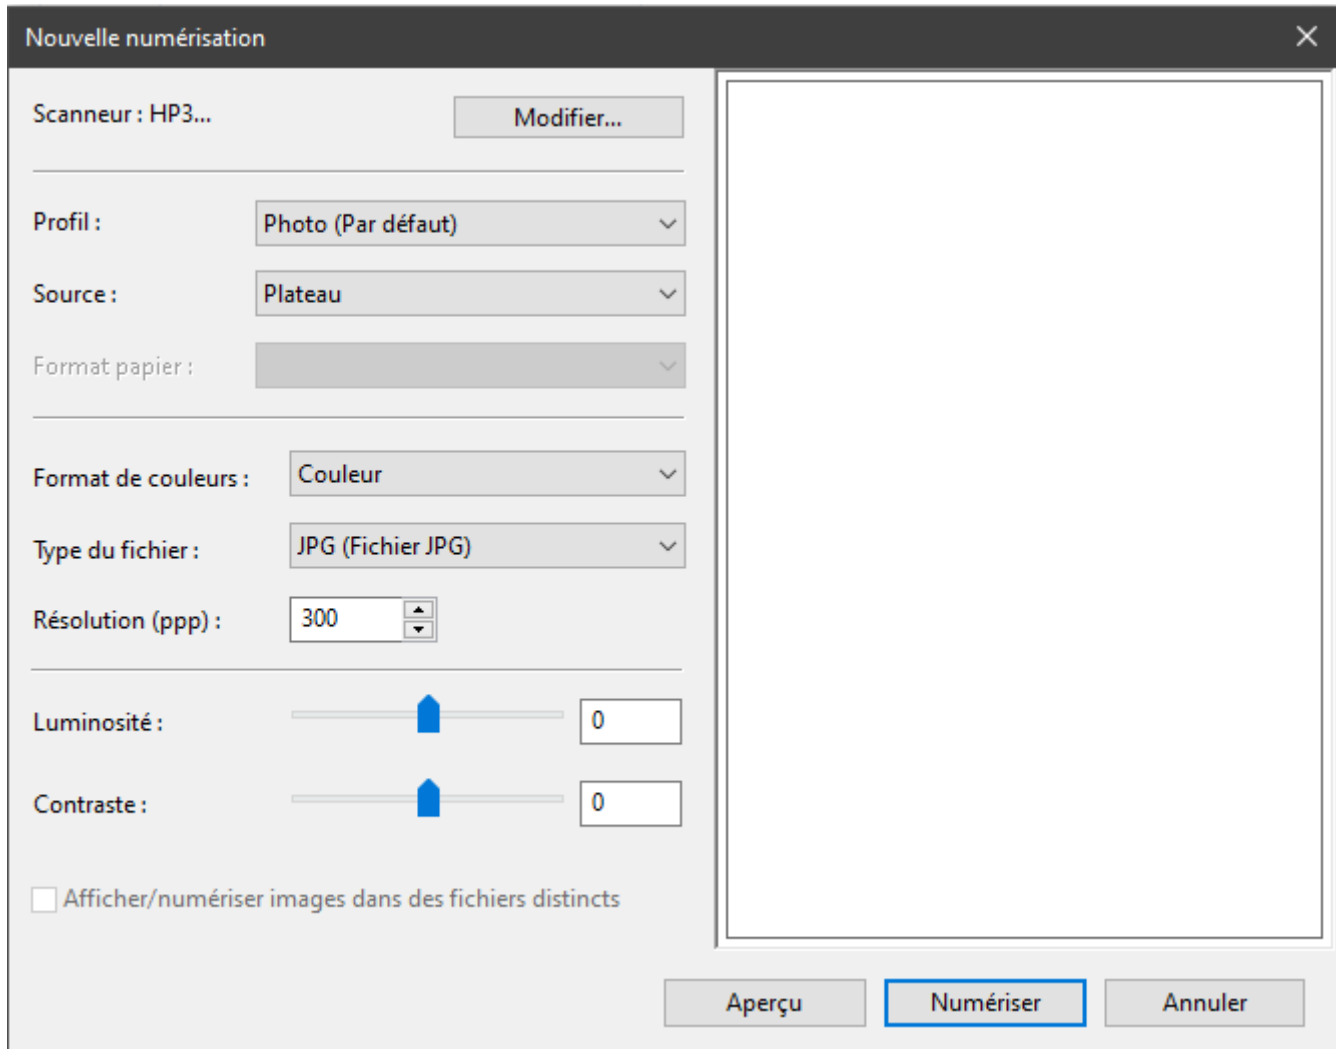 Nouvelle numérisation
Scanneur : HP3...
Modifier...
Profil :
Photo (Par défaut)
Source :
Plateau
Format papier :
Format de couleurs :
Couleur
Type du fichier :
JPG (Fichier JPG)
Résolution (ppp) :
300
Luminosité :
0
Contraste :
0
Afficher/numériser images dans des fichiers distincts
Aperçu
Numériser
Annuler